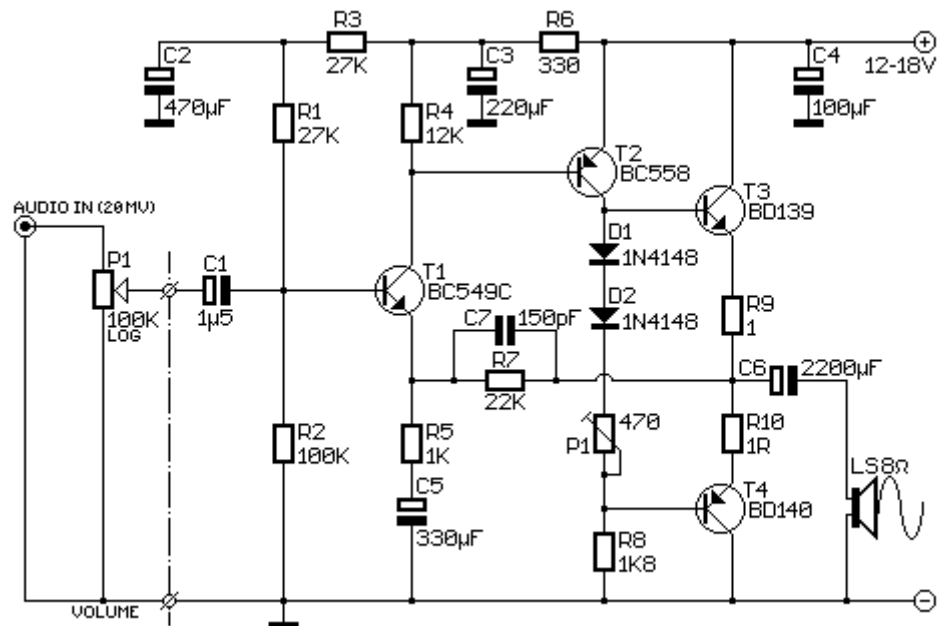 R3
27K
R6
330
C2
470µF
R1
27K
R4
12K
C3
220µF
C4
100µF
12-18V
T2
BC558
T3
BD139
AUDIO IN (20MV)
P1
100K
LOG
C1
1µ5
T1
BC549C
D1
1N4148
D2
1N4148
C7
150pF
R7
22K
R9
1
C6
2200µF
R2
100K
R5
1K
C5
330µF
P1
470
R10
1R
T4
BD140
LS8Ω
R8
1K8
VOLUME